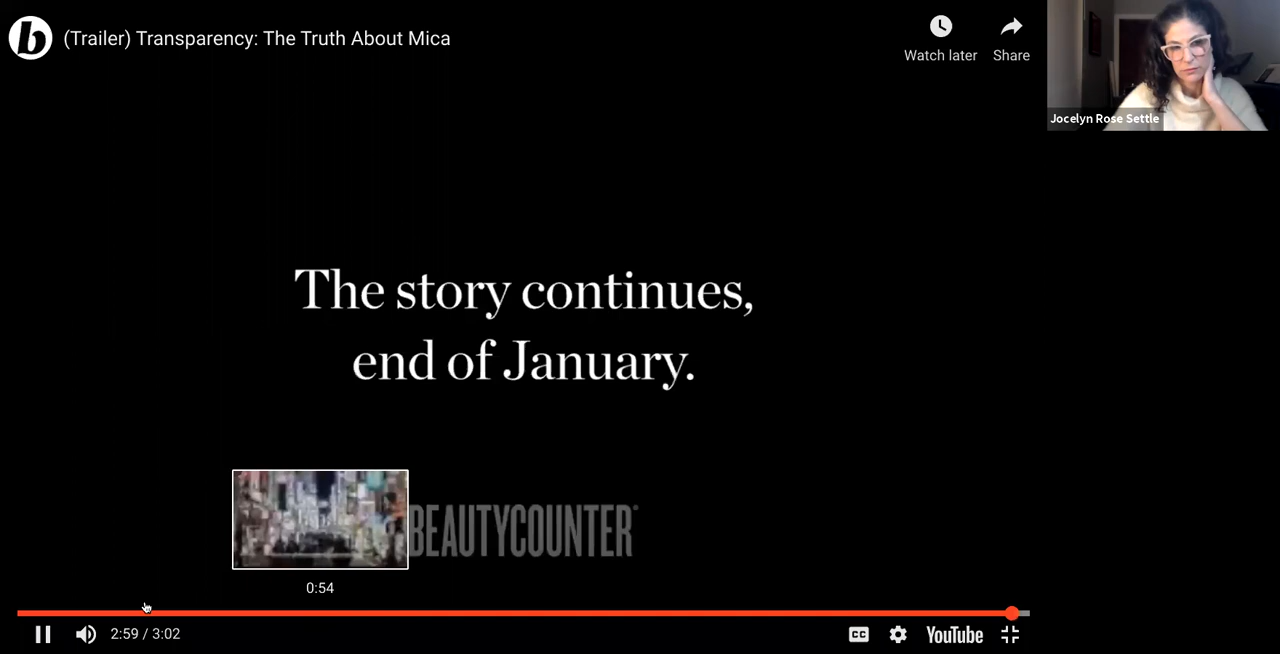 b
(Trailer) Transparency: The Truth About Mica
Watch later
Share
Jocelyn Rose Settle
The story continues,
end of January.
BEAUTYCOUNTER
0:54
2:59 / 3:02
CC
YouTube